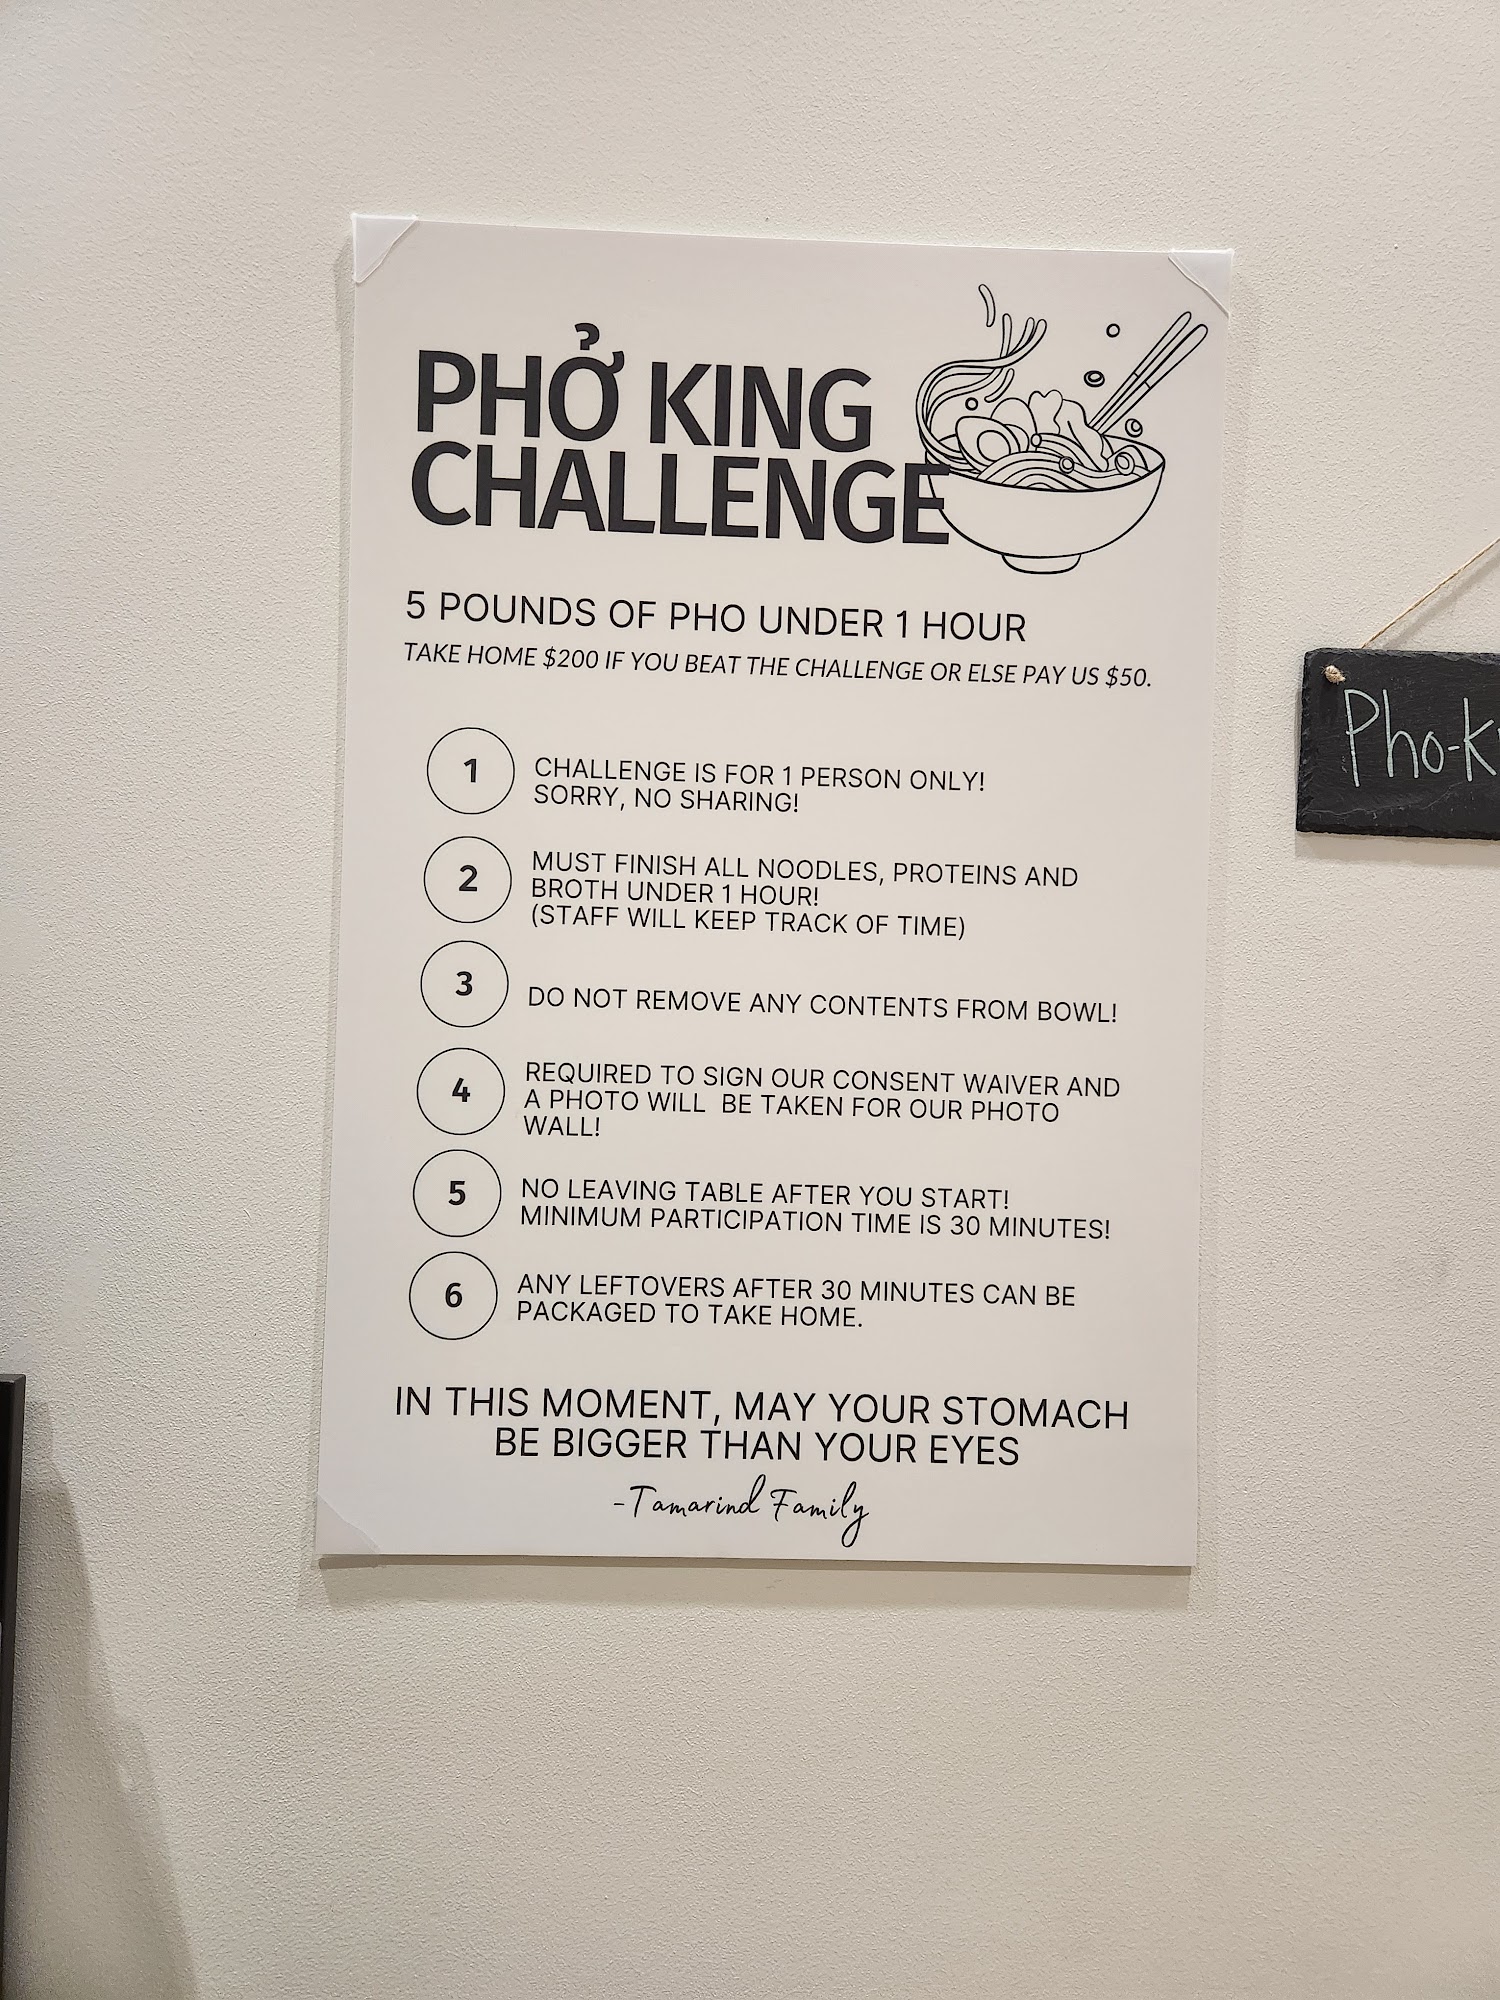 PHỞ KING
CHALLENGE
5 POUNDS OF PHO UNDER 1 HOUR
TAKE HOME $200 IF YOU BEAT THE CHALLENGE OR ELSE PAY US $50.
1
CHALLENGE IS FOR 1 PERSON ONLY!
SORRY, NO SHARING!
2
MUST FINISH ALL NOODLES, PROTEINS AND
BROTH UNDER 1 HOUR!
(STAFF WILL KEEP TRACK OF TIME)
3
DO NOT REMOVE ANY CONTENTS FROM BOWL!
4
REQUIRED TO SIGN OUR CONSENT WAIVER AND
A PHOTO WILL BE TAKEN FOR OUR PHOTO
WALL!
5
NO LEAVING TABLE AFTER YOU START!
MINIMUM PARTICIPATION TIME IS 30 MINUTES!
6
ANY LEFTOVERS AFTER 30 MINUTES CAN BE
PACKAGED TO TAKE HOME.
IN THIS MOMENT, MAY YOUR STOMACH
BE BIGGER THAN YOUR EYES
-Tamarind Family
Pho-K